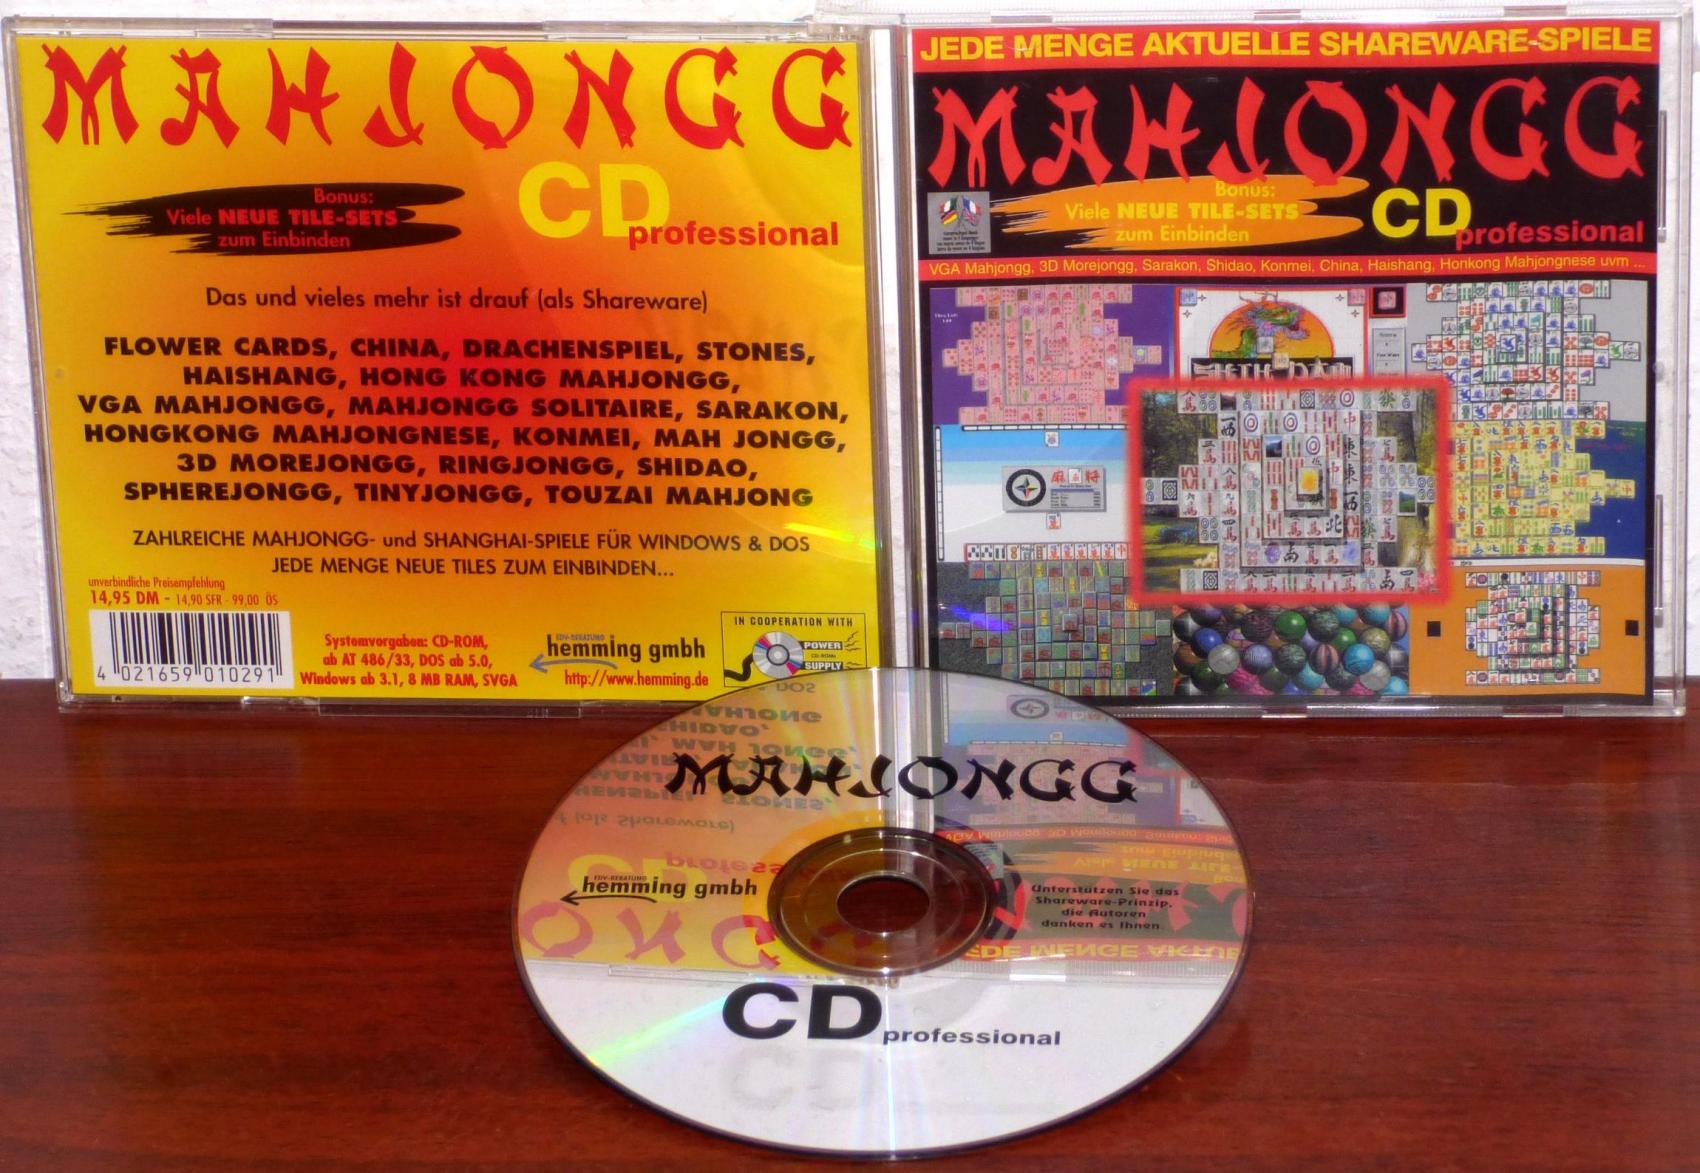 MAHJONGG
Bonus:
Viele NEUE TILE-SETS
zum Einbinden
CD
professional
Das und vieles mehr ist drauf (als Shareware)
FLOWER CARDS, CHINA, DRACHENSPIEL, STONES,
HAISHANG, HONG KONG MAHJONGG,
VGA MAHJONGG, MAHJONGG SOLITAIRE, SARAKON,
HONGKONG MAHJONGNESE, KONMEI, MAH JONGG,
3D MOREJONGG, RINGJONGG, SHIDAO,
SPHEREJONGG, TINYJONGG, TOUZAI MAHJONG
ZAHLREICHE MAHJONGG- und SHANGHAI-SPIELE FÜR WINDOWS & DOS
JEDE MENGE NEUE TILES ZUM EINBINDEN...
unverbindliche Preisempfehlung
14,95 DM - 14,90 SFR - 99,00 ÖS
4 021659 010291
Systemvorgaben: CD-ROM,
ab AT 486/33, DOS ab 5.0,
Windows ab 3.1, 8 MB RAM, SVGA
EDV-BERATUNG
hemming gmbh
http://www.hemming.de
IN COOPERATION WITH
POWER
CD-ROMs
SUPPLY
JEDE MENGE AKTUELLE SHAREWARE-SPIELE
MAHJONGG
Bonus:
Viele NEUE TILE-SETS
zum Einbinden
CD
professional
VGA Mahjongg, 3D Morejongg, Sarakon, Shidao, Konmei, China, Haishang, Honkong Mahjongnese uvm ...
MAHJONGG
EDV-BERATUNG
hemming gmbh
Unterstützen Sie das
Shareware-Prinzip,
die Autoren
danken es Ihnen.
CD
professional